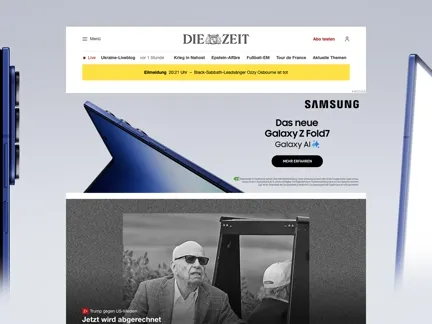 Menü
DIE ZEIT
Abo testen
Live
Ukraine-Liveblog
vor 1 Stunde
Krieg in Nahost
Epstein-Affäre
Fußball-EM
Tour de France
Aktuelle Themen
Eilmeldung 20:21 Uhr – Black-Sabbath-Leadsänger Ozzy Osbourne ist tot
SAMSUNG
Das neue
Galaxy Z Fold7
Galaxy AI
MEHR ERFAHREN
Trump gegen US-Medien
Jetzt wird abgerechnet